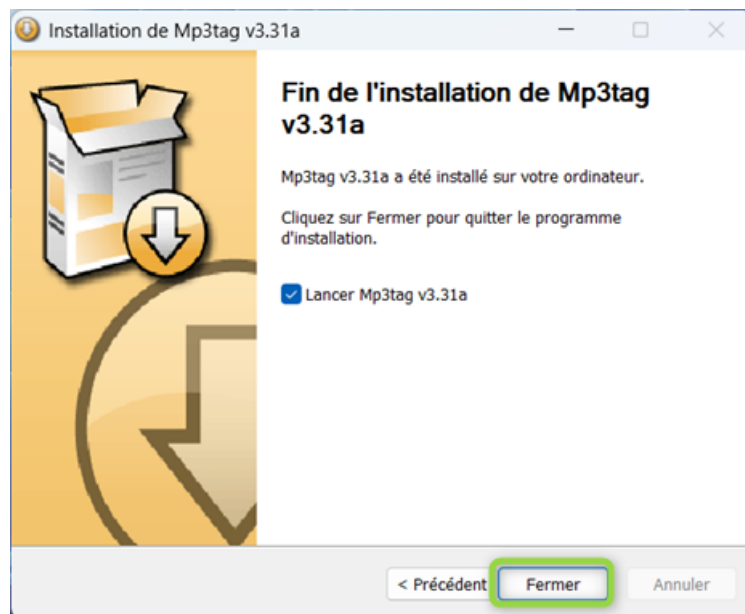 Installation de Mp3tag v3.31a
Fin de l'installation de Mp3tag
v3.31a
Mp3tag v3.31a a été installé sur votre ordinateur.
Cliquez sur Fermer pour quitter le programme
d'installation.
Lancer Mp3tag v3.31a
< Précédent Fermer Annuler